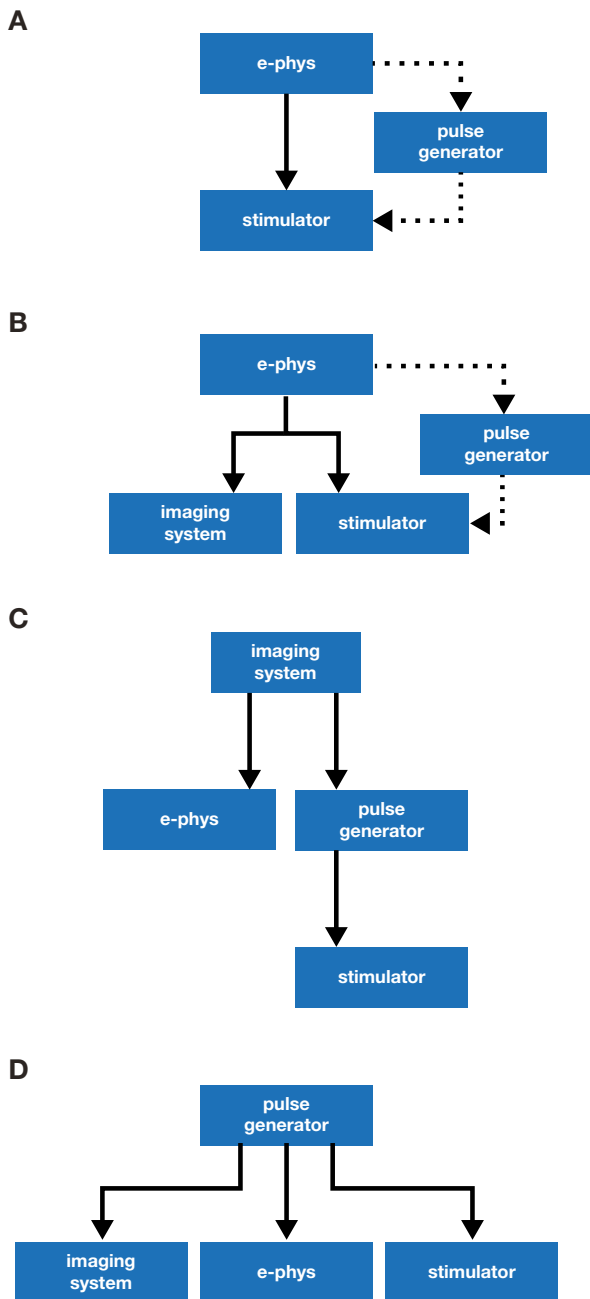 A
e-phys
pulse
generator
stimulator
B
e-phys
pulse
generator
imaging
system
stimulator
C
imaging
system
e-phys
pulse
generator
stimulator
D
pulse
generator
imaging
system
e-phys
stimulator